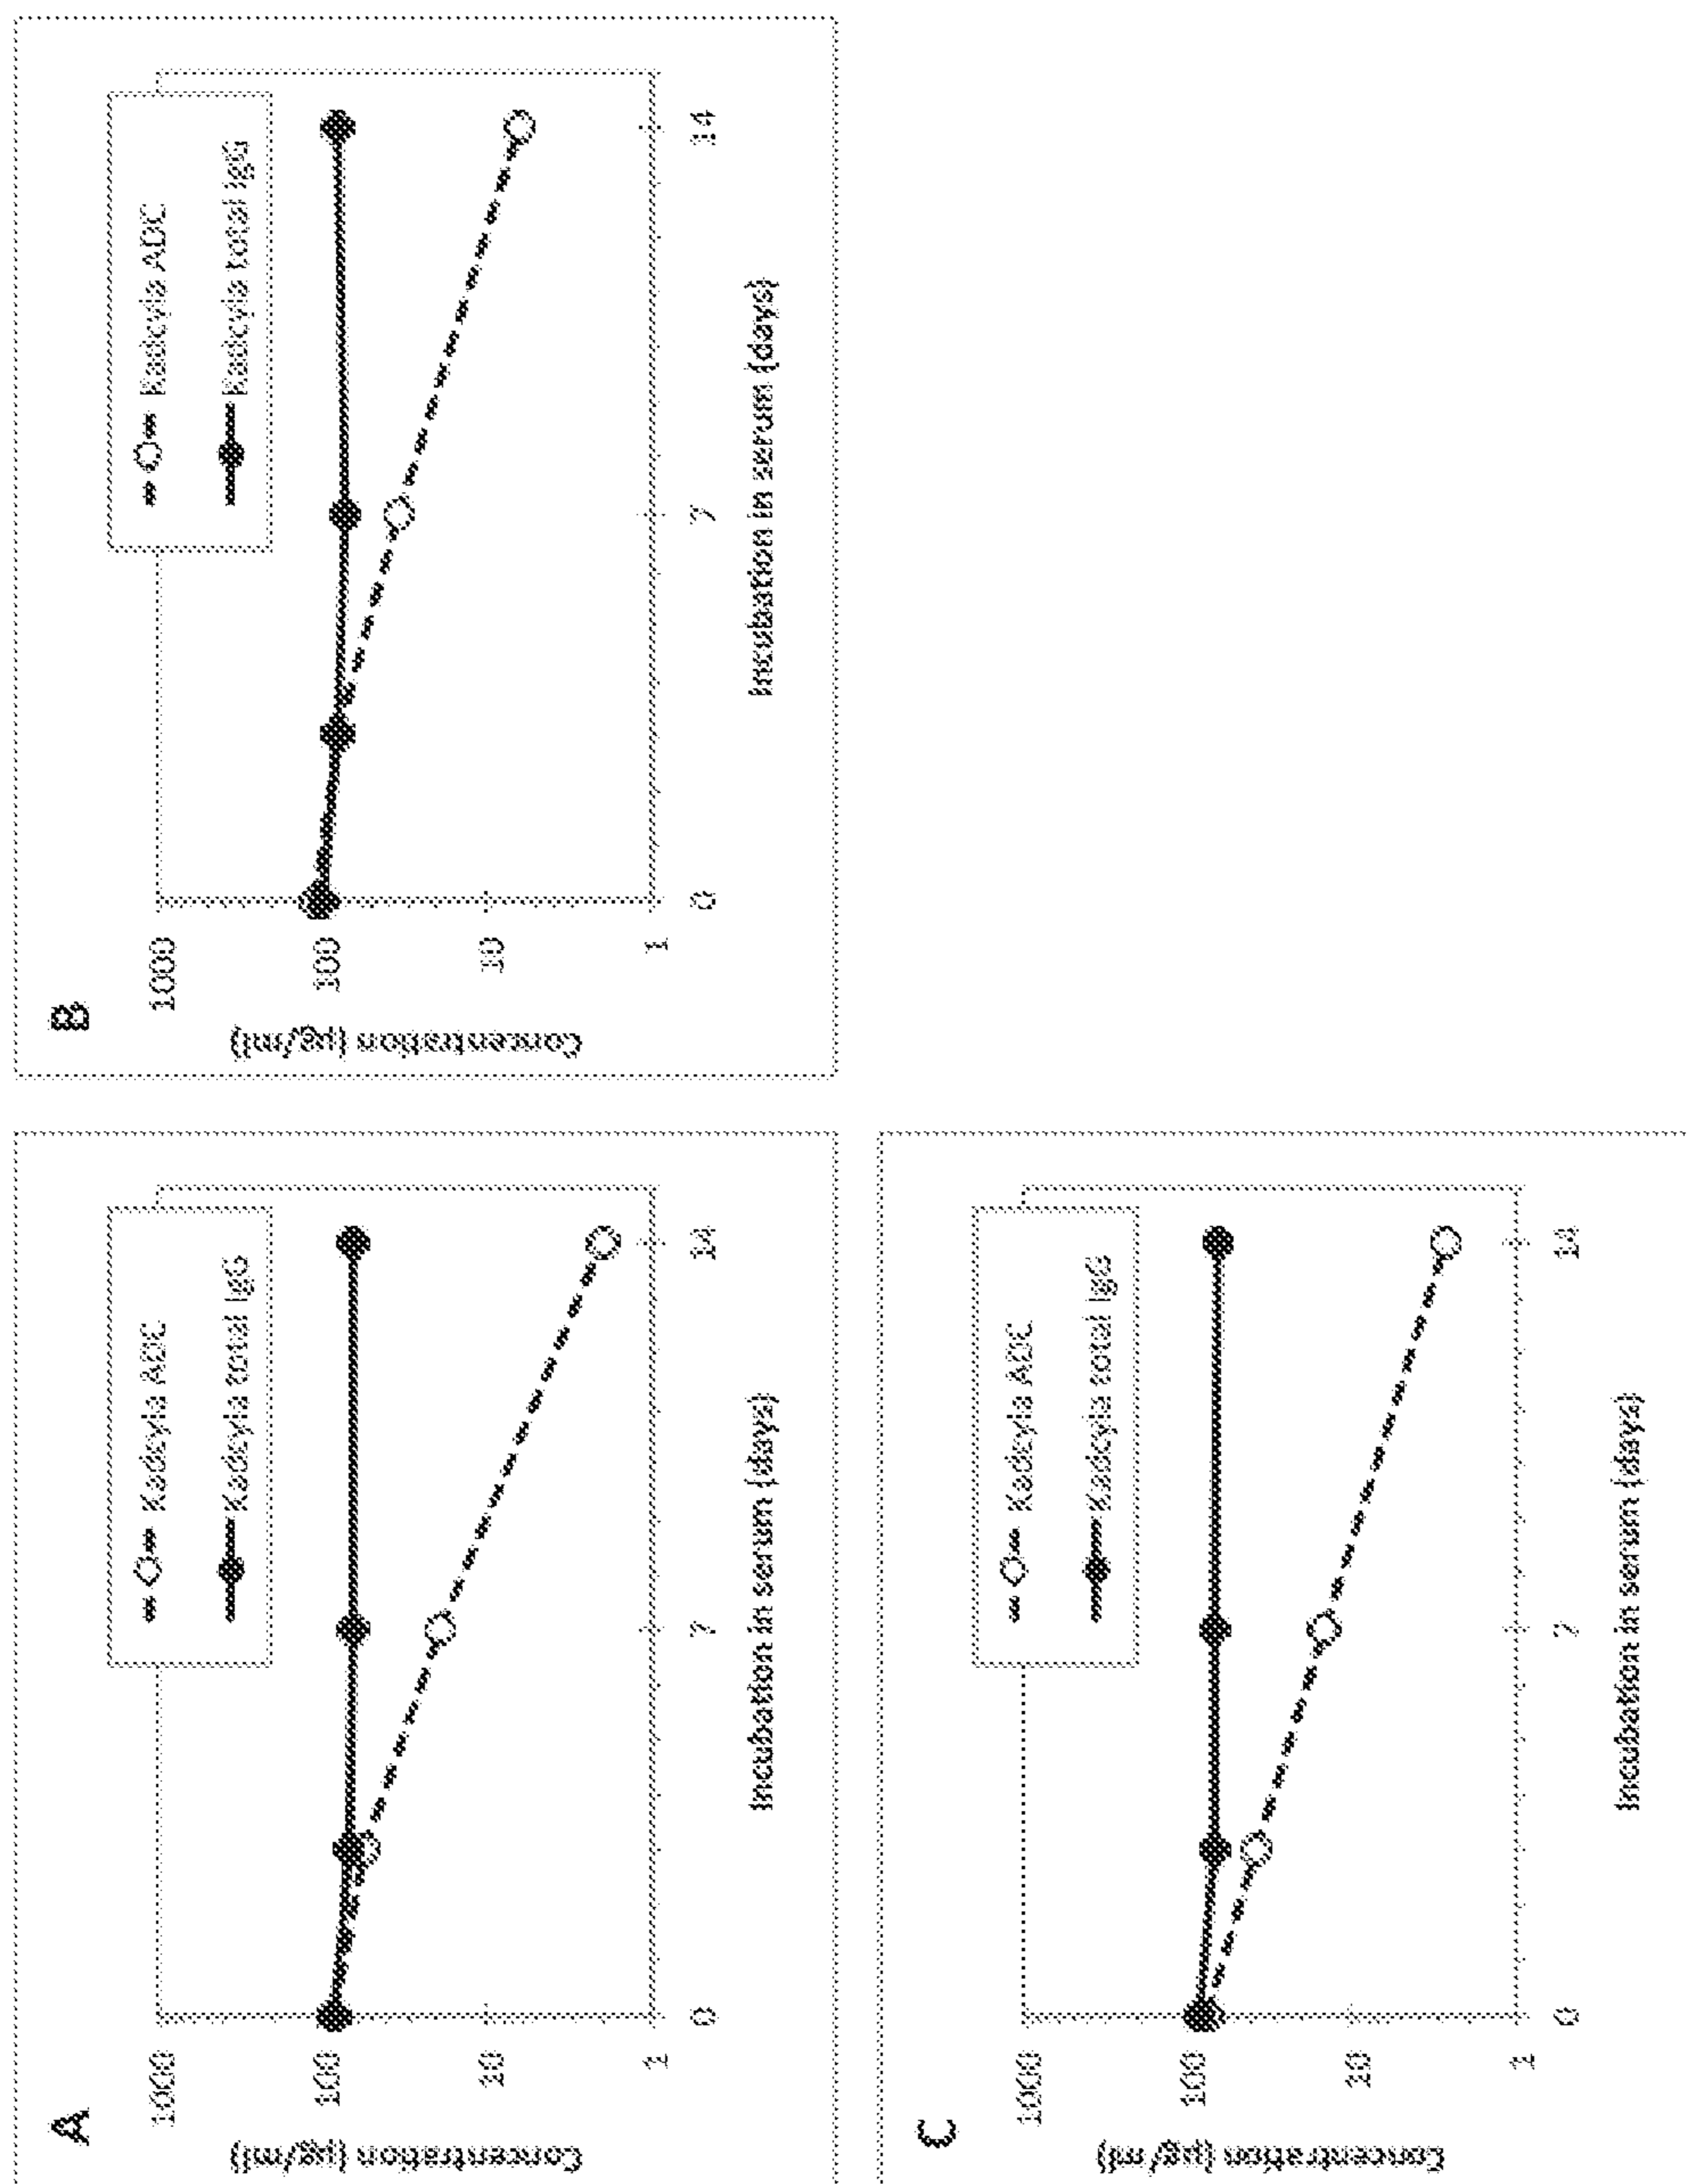 A
Concentration (µg/ml)
1000
100
10
1
Kadcyla ADC
Kadcyla total IgG
0
7
14
Incubation in serum (days)
B
Concentration (µg/ml)
1000
100
10
1
Kadcyla ADC
Kadcyla total IgG
0
7
14
Incubation in serum (days)
C
Concentration (µg/ml)
1000
100
10
1
Kadcyla ADC
Kadcyla total IgG
0
7
14
Incubation in serum (days)